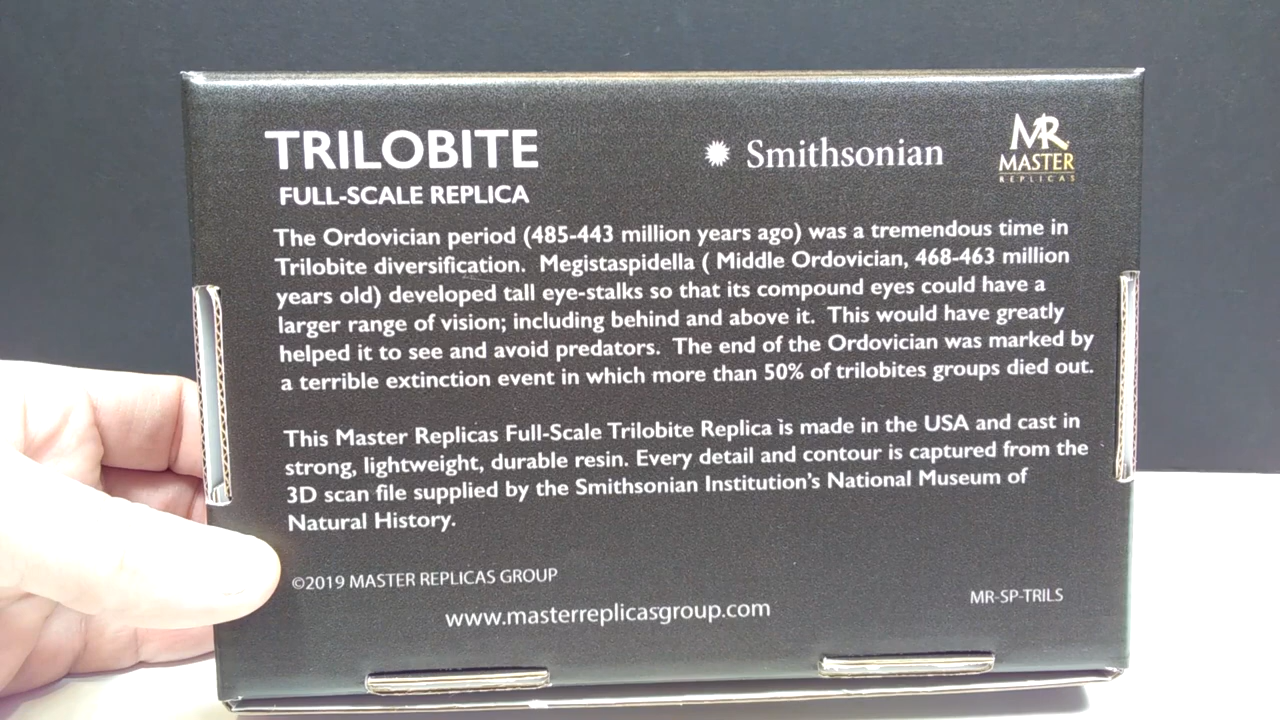 TRILOBITE
FULL-SCALE REPLICA
Smithsonian
MR
MASTER
REPLICAS
The Ordovician period (485-443 million years ago) was a tremendous time in
Trilobite diversification. Megistaspidella ( Middle Ordovician, 468-463 million
years old) developed tall eye-stalks so that its compound eyes could have a
larger range of vision; including behind and above it. This would have greatly
helped it to see and avoid predators. The end of the Ordovician was marked by
a terrible extinction event in which more than 50% of trilobites groups died out.
This Master Replicas Full-Scale Trilobite Replica is made in the USA and cast in
strong, lightweight, durable resin. Every detail and contour is captured from the
3D scan file supplied by the Smithsonian Institution's National Museum of
Natural History.
©2019 MASTER REPLICAS GROUP
MR-SP-TRILS
www.masterreplicasgroup.com